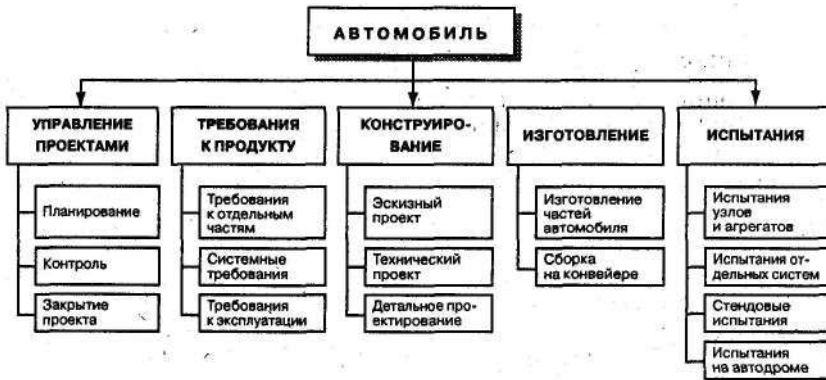 АВТОМОБИЛЬ
УПРАВЛЕНИЕ
ПРОЕКТАМИ
Планирование
Контроль
Закрытие
проекта
ТРЕБОВАНИЯ
К ПРОДУКТУ
Требования
к отдельным
частям
Системные
требования
Требования
к эксплуатации
КОНСТРУИРО-
ВАНИЕ
Эскизный
проект
Технический
проект
Детальное про-
ектирование
ИЗГОТОВЛЕНИЕ
Изготовление
частей
автомобиля
Сборка
на конвейере
ИСПЫТАНИЯ
Испытания
узлов
и агрегатов
Испытания от-
дельных систем
Стендовые
испытания
Испытания
на автодроме